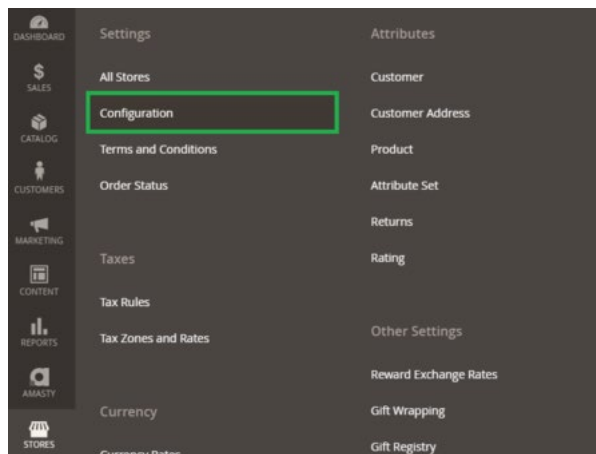 DASHBOARD
SALES
CATALOG
CUSTOMERS
MARKETING
CONTENT
REPORTS
AMASTY
STORES
Settings
All Stores
Configuration
Terms and Conditions
Order Status
Taxes
Tax Rules
Tax Zones and Rates
Currency
Currency Rates
Attributes
Customer
Customer Address
Product
Attribute Set
Returns
Rating
Other Settings
Reward Exchange Rates
Gift Wrapping
Gift Registry